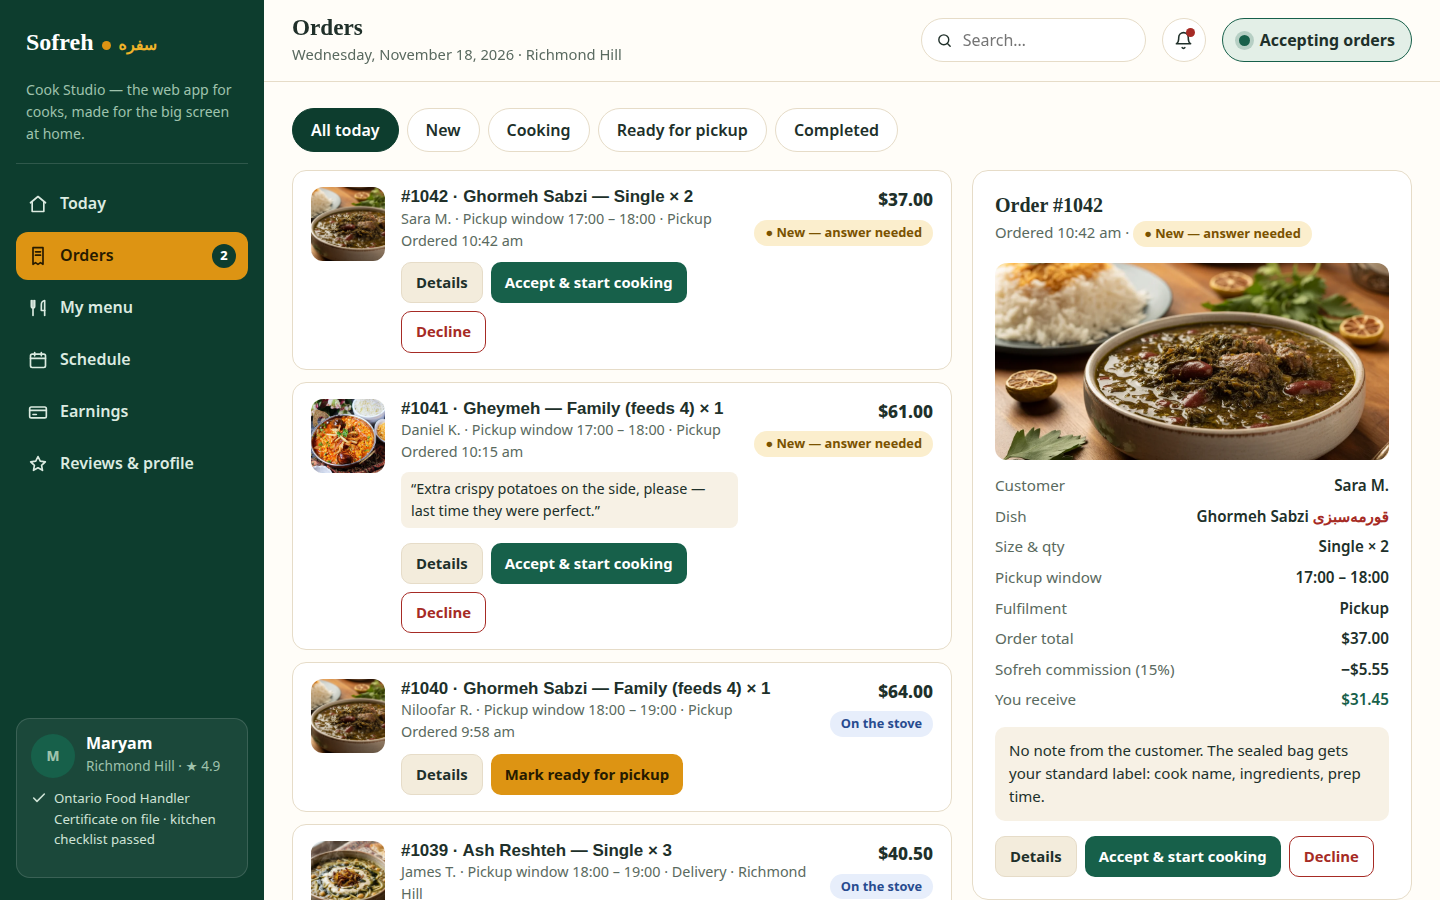 Sofreh سفره
Cook Studio — the web app for
cooks, made for the big screen
at home.
Today
Orders 2
My menu
Schedule
Earnings
Reviews & profile
M
Maryam
Richmond Hill · ★ 4.9
Ontario Food Handler
Certificate on file · kitchen
checklist passed
Orders
Wednesday, November 18, 2026 · Richmond Hill
Search...
Accepting orders
All today
New
Cooking
Ready for pickup
Completed
#1042 · Ghormeh Sabzi — Single × 2
$37.00
Sara M. · Pickup window 17:00 – 18:00 · Pickup
● New — answer needed
Ordered 10:42 am
Details
Accept & start cooking
Decline
#1041 · Gheymeh — Family (feeds 4) × 1
$61.00
Daniel K. · Pickup window 17:00 – 18:00 · Pickup
● New — answer needed
Ordered 10:15 am
“Extra crispy potatoes on the side, please —
last time they were perfect.”
Details
Accept & start cooking
Decline
#1040 · Ghormeh Sabzi — Family (feeds 4) × 1
$64.00
Niloofar R. · Pickup window 18:00 – 19:00 · Pickup
On the stove
Ordered 9:58 am
Details
Mark ready for pickup
#1039 · Ash Reshteh — Single × 3
$40.50
James T. · Pickup window 18:00 – 19:00 · Delivery · Richmond
Hill
On the stove
Order #1042
Ordered 10:42 am · ● New — answer needed
Customer Sara M.
Dish Ghormeh Sabzi قورمه‌سبزی
Size & qty Single × 2
Pickup window 17:00 – 18:00
Fulfilment Pickup
Order total $37.00
Sofreh commission (15%) −$5.55
You receive $31.45
No note from the customer. The sealed bag gets
your standard label: cook name, ingredients, prep
time.
Details
Accept & start cooking
Decline